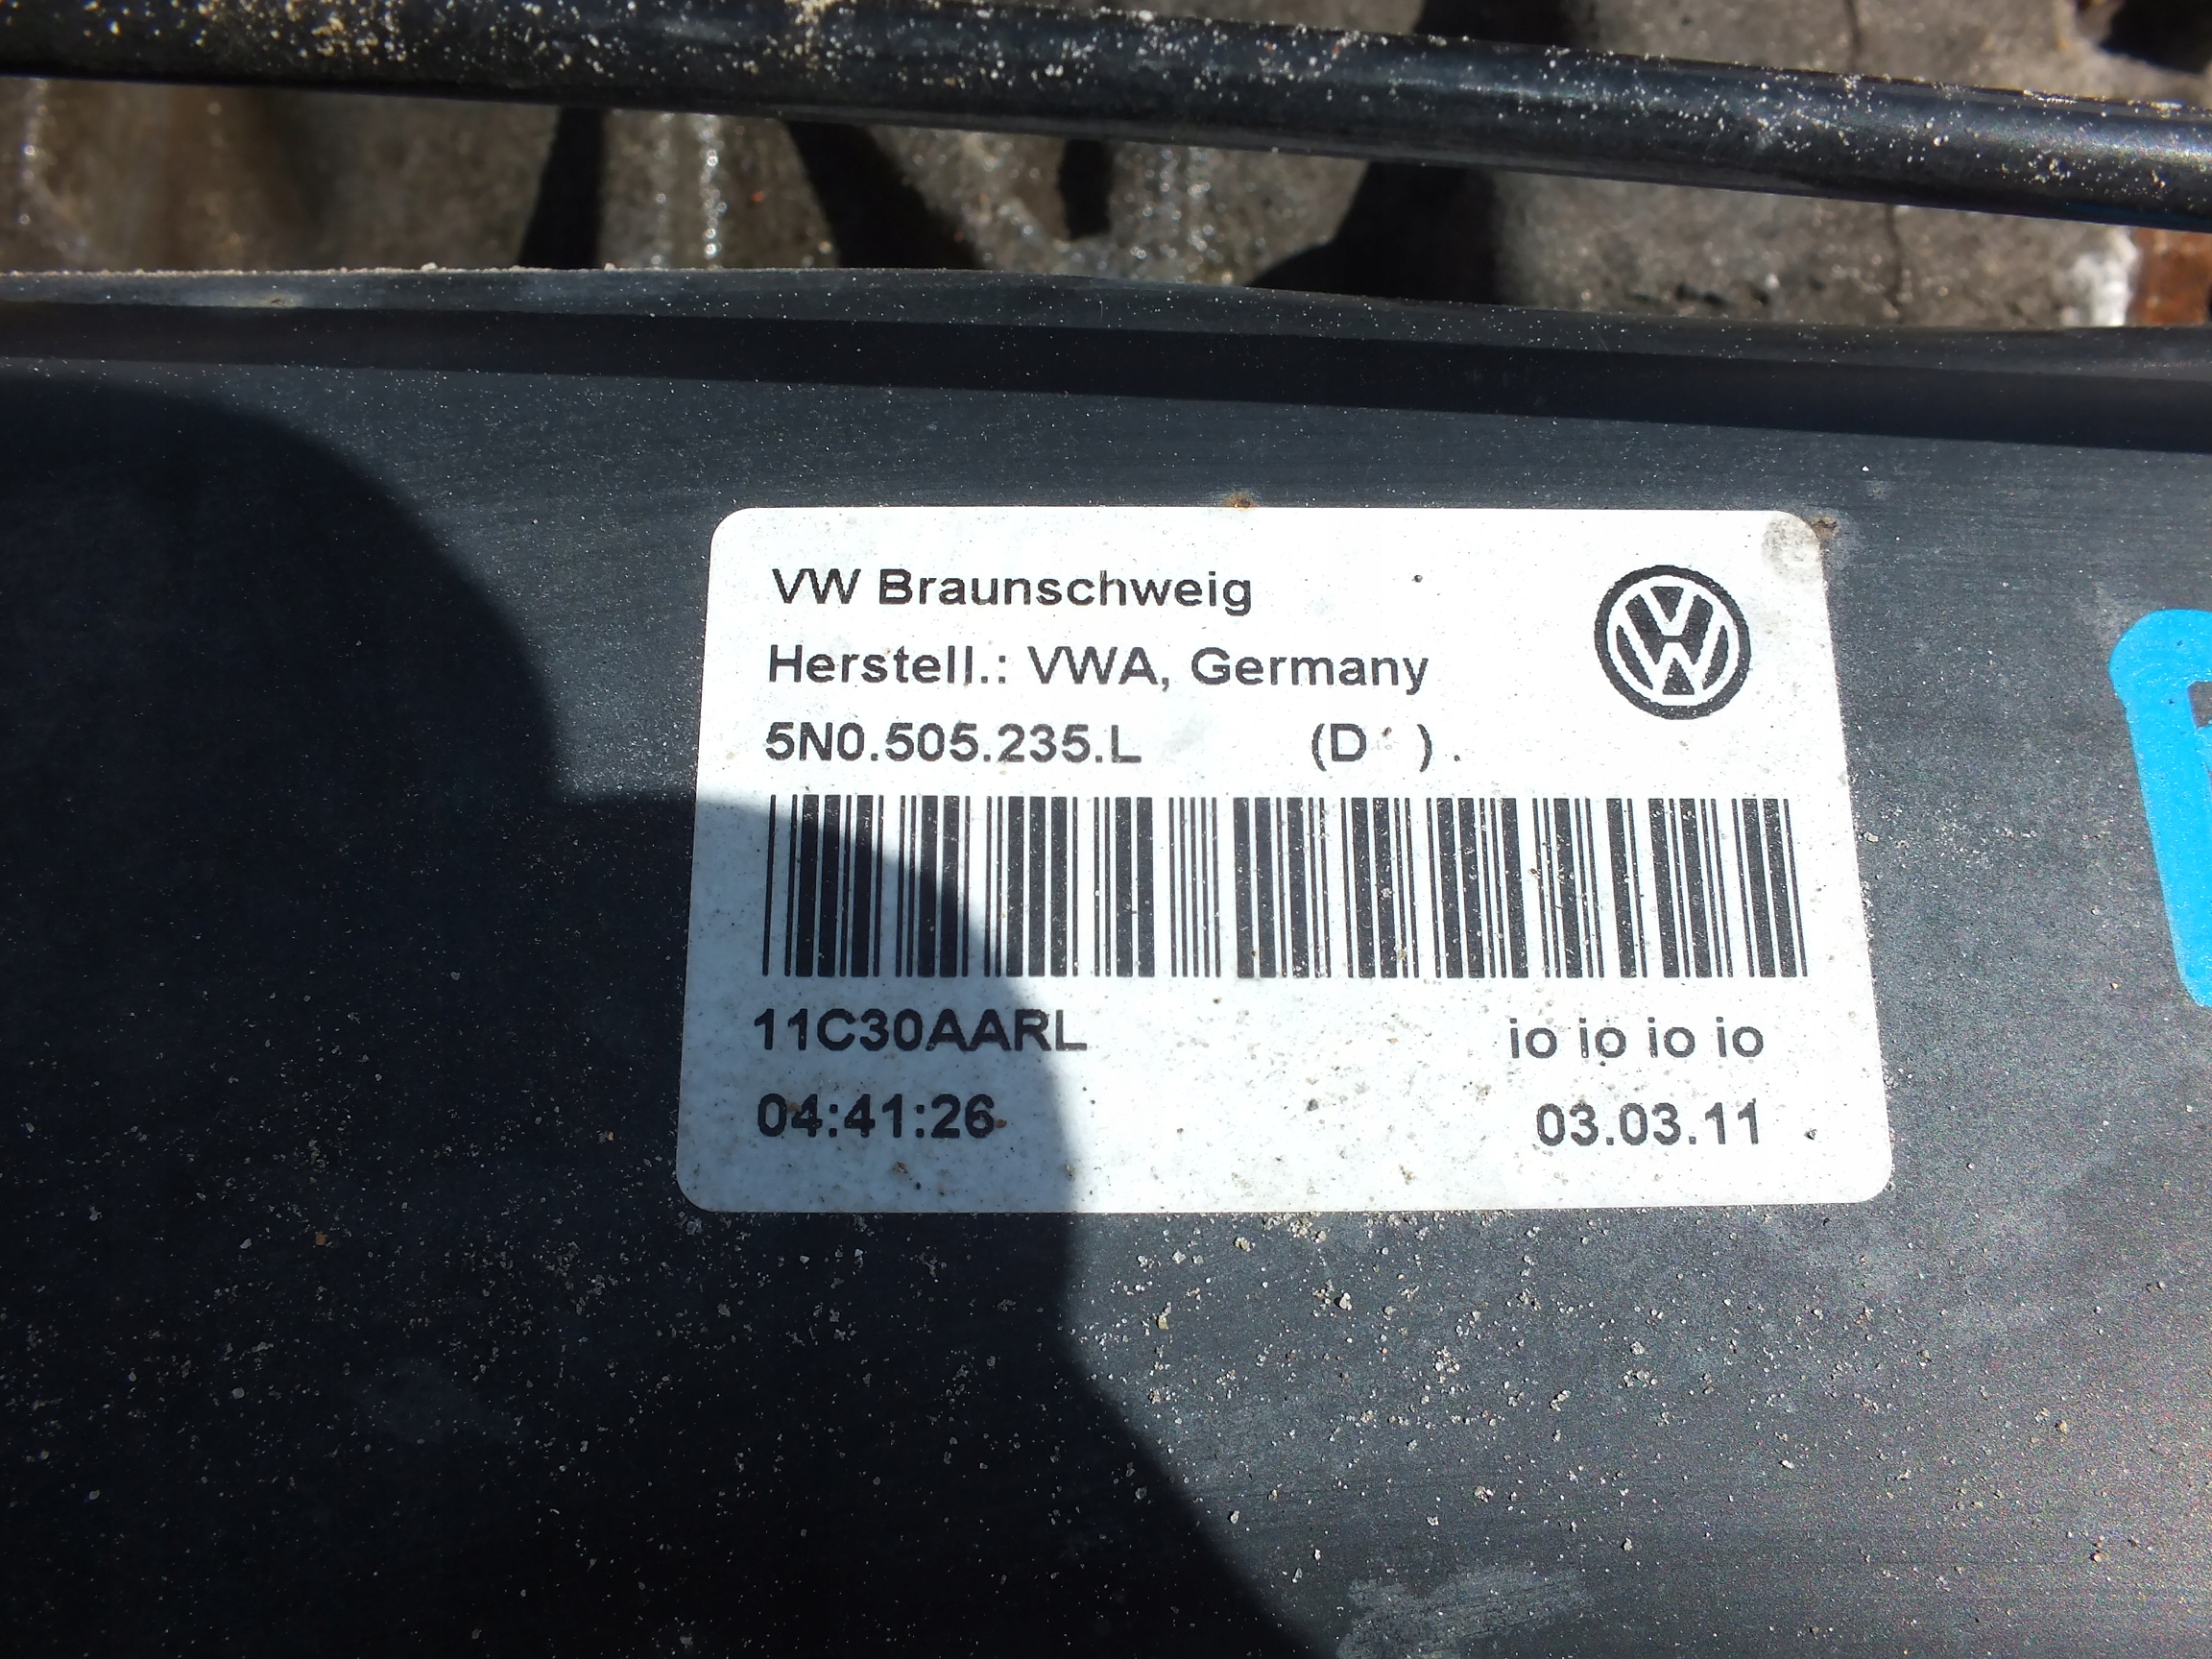 VW Braunschweig
Herstell.: VWA, Germany
5N0.505.235.L (D )
11C30AARL io io io io
04:41:26 03.03.11